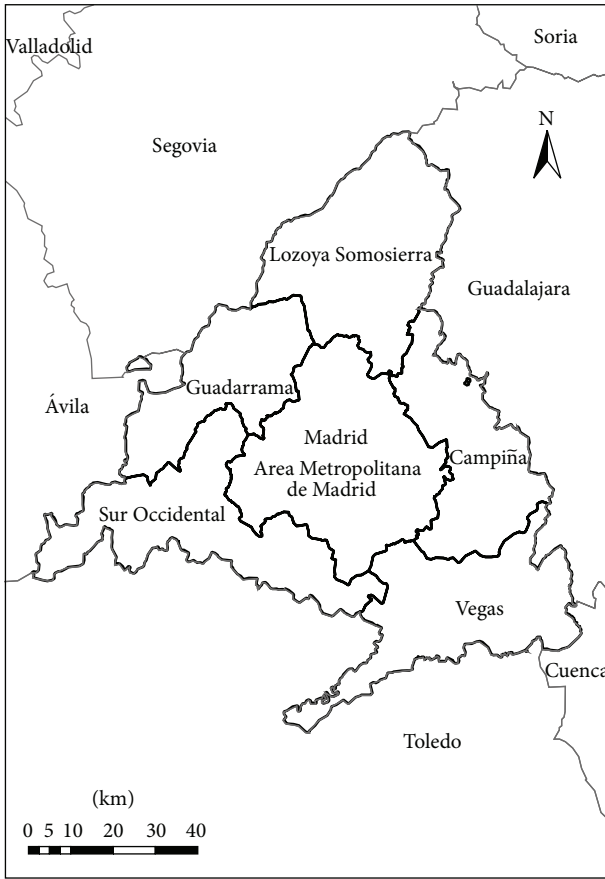 Valladolid
Soria
N
Segovia
Lozoya Somosierra
Guadalajara
Guadarrama
Ávila
Madrid
Campiña
Area Metropolitana
de Madrid
Sur Occidental
Vegas
Cuenca
Toledo
(km)
0 5 10 20 30 40